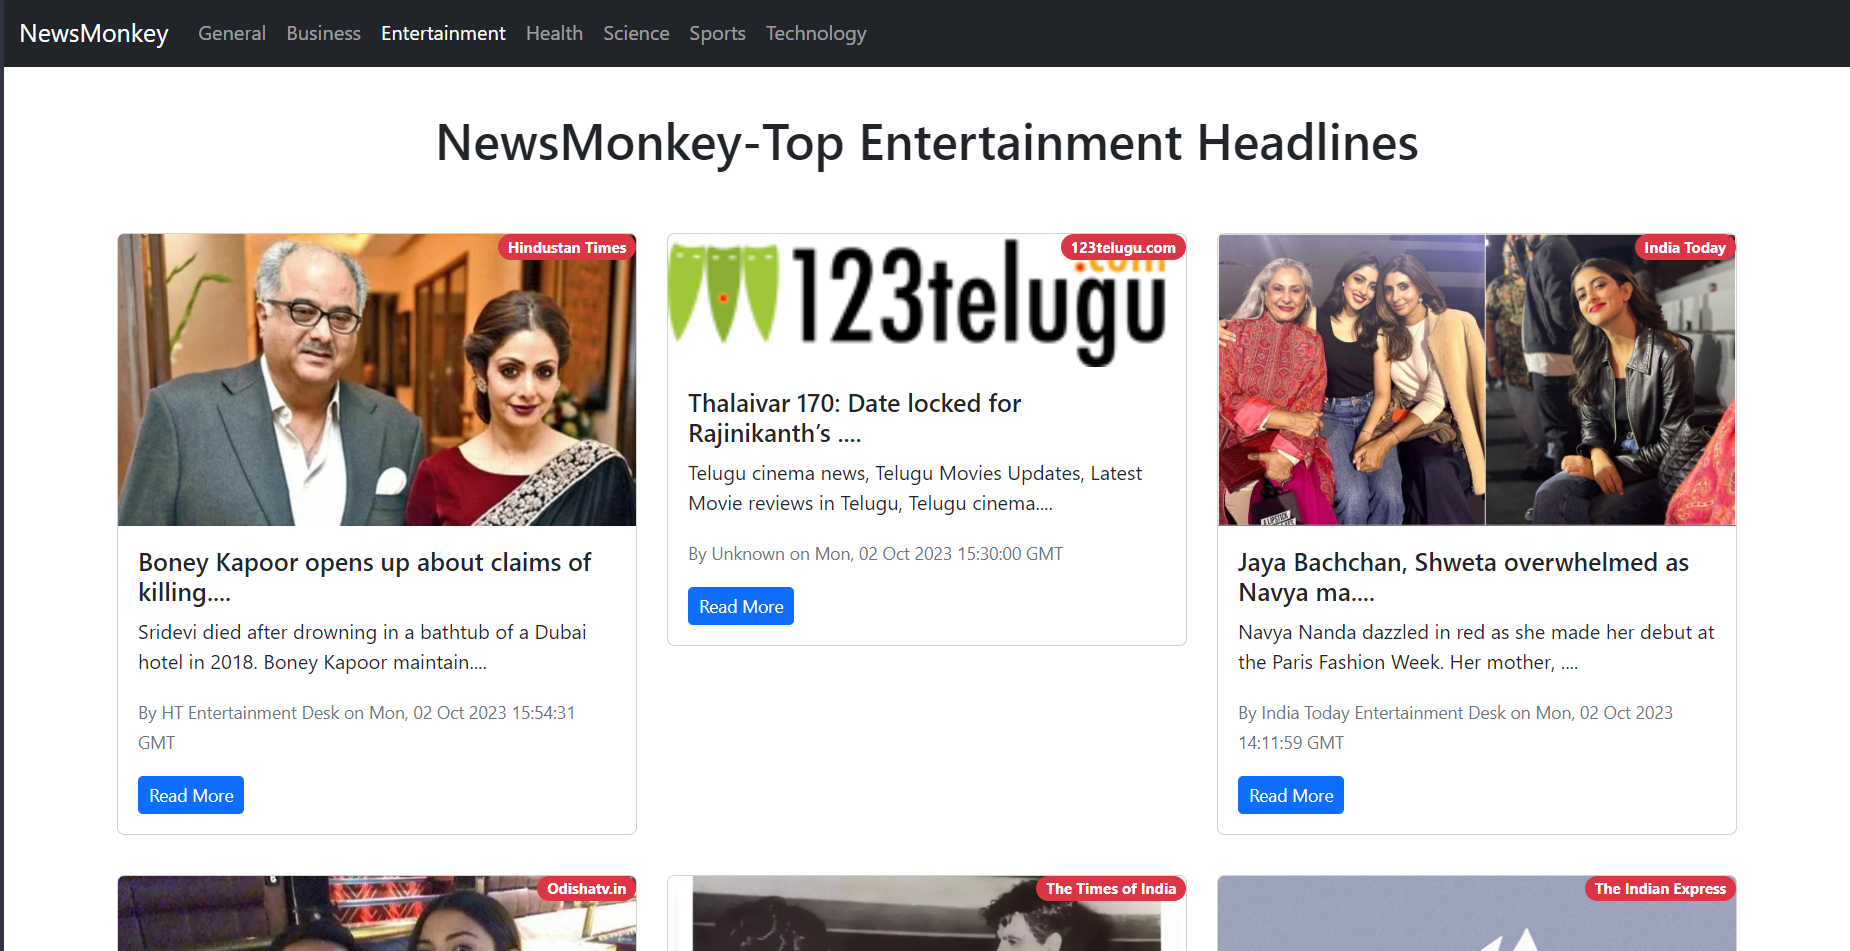 NewsMonkey General Business Entertainment Health Science Sports Technology
NewsMonkey-Top Entertainment Headlines
Hindustan Times
Boney Kapoor opens up about claims of
killing....
Sridevi died after drowning in a bathtub of a Dubai
hotel in 2018. Boney Kapoor maintain....
By HT Entertainment Desk on Mon, 02 Oct 2023 15:54:31
GMT
Read More
123telugu.com
.com
123telugu
Thalaivar 170: Date locked for
Rajinikanth’s ....
Telugu cinema news, Telugu Movies Updates, Latest
Movie reviews in Telugu, Telugu cinema....
By Unknown on Mon, 02 Oct 2023 15:30:00 GMT
Read More
India Today
Jaya Bachchan, Shweta overwhelmed as
Navya ma....
Navya Nanda dazzled in red as she made her debut at
the Paris Fashion Week. Her mother, ....
By India Today Entertainment Desk on Mon, 02 Oct 2023
14:11:59 GMT
Read More
Odishatv.in
The Times of India
The Indian Express